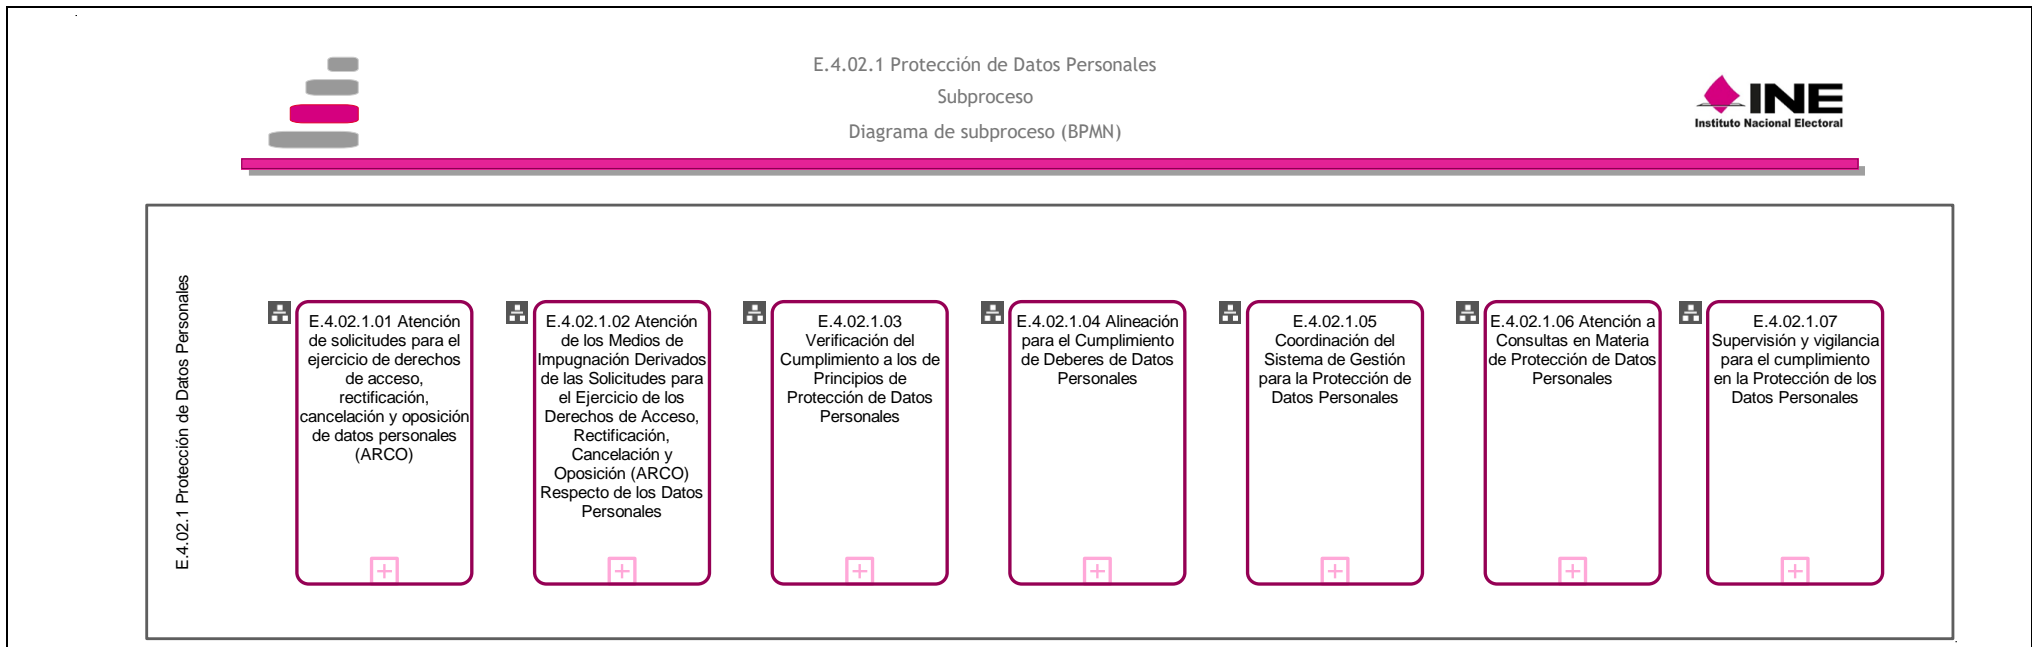 E.4.02.1 Protección de Datos Personales
Subproceso
Diagrama de subproceso (BPMN)
INE
Instituto Nacional Electoral
E.4.02.1 Protección de Datos Personales
E.4.02.1.01 Atención
de solicitudes para el
ejercicio de derechos
de acceso,
rectificación,
cancelación y oposición
de datos personales
(ARCO)
E.4.02.1.02 Atención
de los Medios de
Impugnación Derivados
de las Solicitudes para
el Ejercicio de los
Derechos de Acceso,
Rectificación,
Cancelación y
Oposición (ARCO)
Respecto de los Datos
Personales
E.4.02.1.03
Verificación del
Cumplimiento a los de
Principios de
Protección de Datos
Personales
E.4.02.1.04 Alineación
para el Cumplimiento
de Deberes de Datos
Personales
E.4.02.1.05
Coordinación del
Sistema de Gestión
para la Protección de
Datos Personales
E.4.02.1.06 Atención a
Consultas en Materia
de Protección de Datos
Personales
E.4.02.1.07
Supervisión y vigilancia
para el cumplimiento
en la Protección de los
Datos Personales